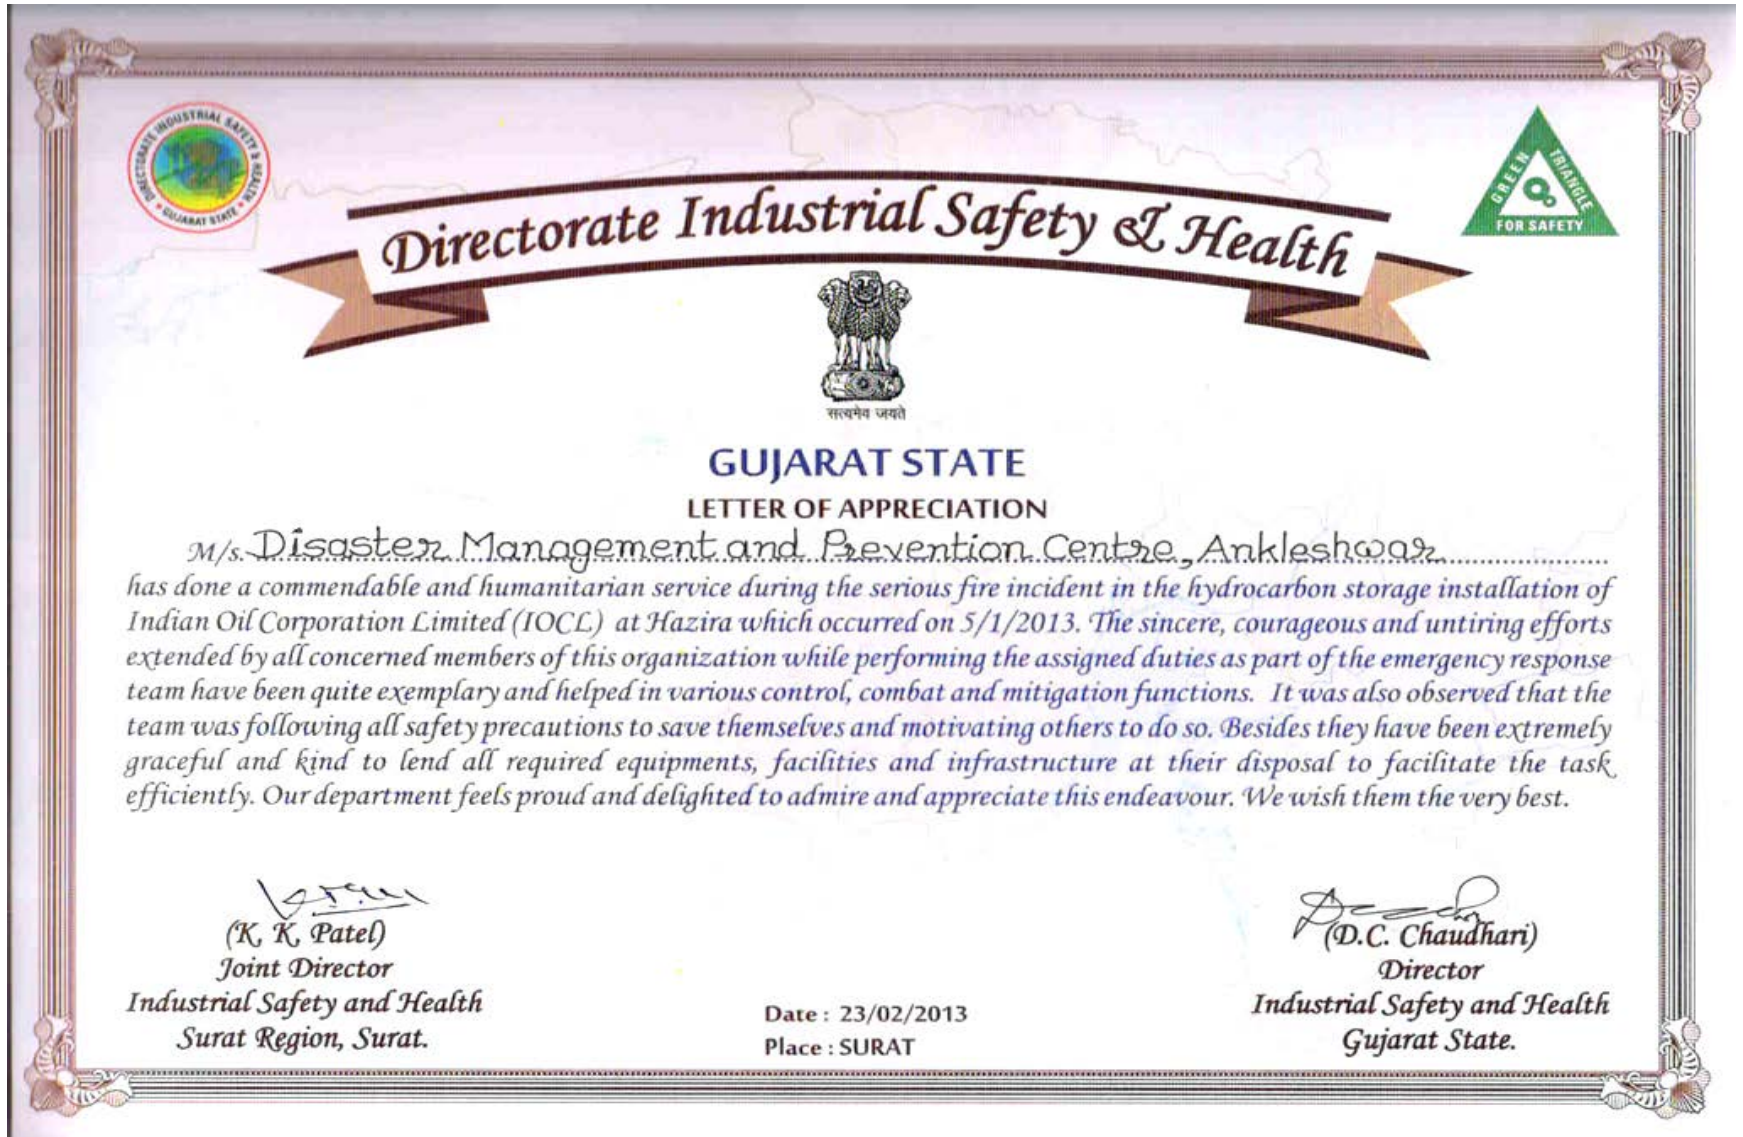 DIRECTORATE INDUSTRIAL SAFETY & HEALTH
GUJARAT STATE
GREEN TRIANGLE
FOR SAFETY
Directorate Industrial Safety & Health
सत्यमेव जयते
GUJARAT STATE
LETTER OF APPRECIATION
M/s. Disaster Management and Prevention Centre, Ankleshwar
has done a commendable and humanitarian service during the serious fire incident in the hydrocarbon storage installation of
Indian Oil Corporation Limited (IOCL) at Hazira which occurred on 5/1/2013. The sincere, courageous and untiring efforts
extended by all concerned members of this organization while performing the assigned duties as part of the emergency response
team have been quite exemplary and helped in various control, combat and mitigation functions. It was also observed that the
team was following all safety precautions to save themselves and motivating others to do so. Besides they have been extremely
graceful and kind to lend all required equipments, facilities and infrastructure at their disposal to facilitate the task
efficiently. Our department feels proud and delighted to admire and appreciate this endeavour. We wish them the very best.
(K. K. Patel)
Joint Director
Industrial Safety and Health
Surat Region, Surat.
Date : 23/02/2013
Place : SURAT
(D.C. Chaudhari)
Director
Industrial Safety and Health
Gujarat State.